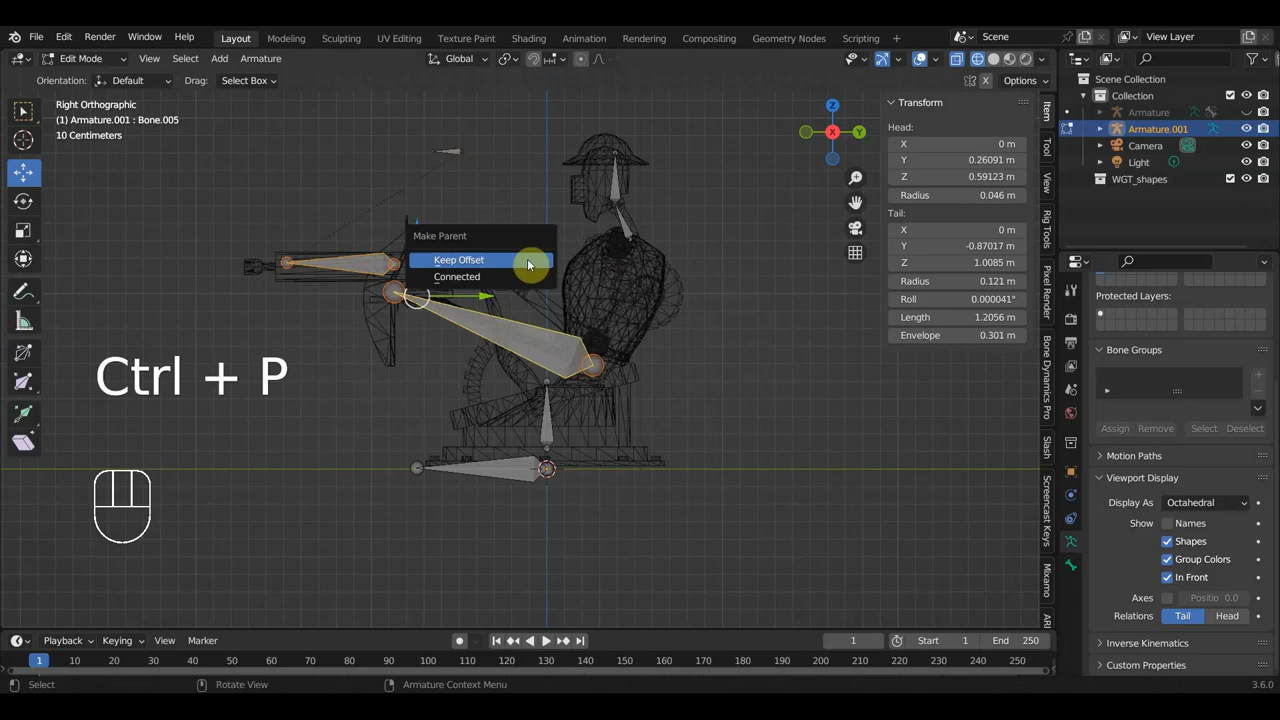 File Edit Render Window Help Layout Modeling Sculpting UV Editing Texture Paint Shading Animation Rendering Compositing Geometry Nodes Scripting + Scene View Layer
Edit Mode View Select Add Armature Global X
Orientation: Default Drag: Select Box X Options
Right Orthographic
(1) Armature.001 : Bone.005
10 Centimeters
Z
Y
X
Transform
Head:
X 0 m
Y 0.26091 m
Z 0.59123 m
Radius 0.046 m
Tail:
X 0 m
Y -0.87017 m
Z 1.0085 m
Radius 0.121 m
Roll 0.000041°
Length 1.2056 m
Envelope 0.301 m
Item
Tool
View
Rig Tools
Pixel Render
Bone Dynamics Pro
Slash
Screencast Keys
Mixamo
Scene Collection
Collection
Armature
Armature.001
Camera
Light
WGT_shapes
Make Parent
Keep Offset
Connected
Ctrl + P
Protected Layers:
Bone Groups
Assign Remove Select Deselect
Motion Paths
Viewport Display
Display As Octahedral
Show Names
Shapes
Group Colors
In Front
Axes Positio 0.0
Relations Tail Head
Inverse Kinematics
Custom Properties
Playback Keying View Marker 1 Start 1 End 250
1 10 20 30 40 50 60 70 80 90 100 110 120 130 140 150 160 170 180 190 200 210 220 230 240 250
Select Rotate View Armature Context Menu 3.6.0